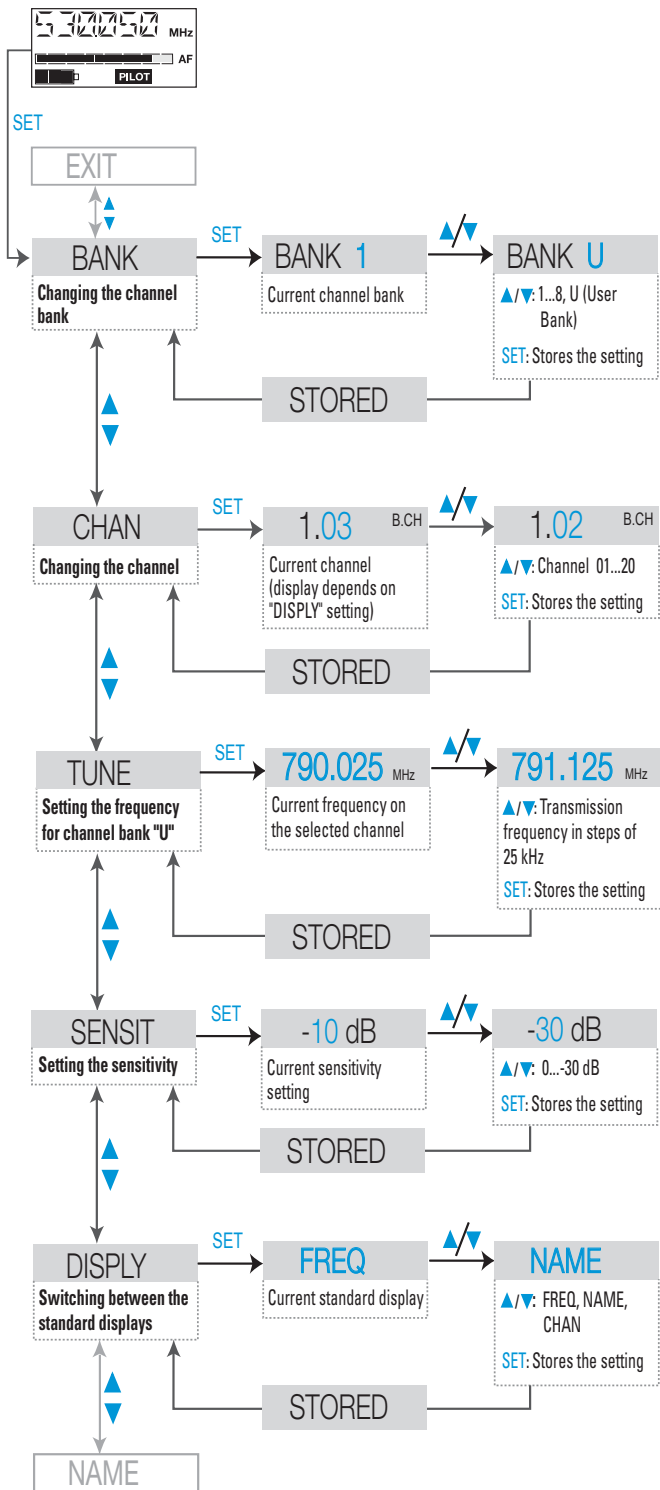 530.050 MHz
AF
PILOT
SET
EXIT
BANK
Changing the channel
bank
SET
BANK 1
Current channel bank
▲/▼
BANK U
▲/▼: 1...8, U (User
Bank)
SET: Stores the setting
STORED
CHAN
Changing the channel
SET
1.03 B.CH
Current channel
(display depends on
"DISPLY" setting)
▲/▼
1.02 B.CH
▲/▼: Channel 01...20
SET: Stores the setting
STORED
TUNE
Setting the frequency
for channel bank "U"
SET
790.025 MHz
Current frequency on
the selected channel
▲/▼
791.125 MHz
▲/▼: Transmission
frequency in steps of
25 kHz
SET: Stores the setting
STORED
SENSIT
Setting the sensitivity
SET
-10 dB
Current sensitivity
setting
▲/▼
-30 dB
▲/▼: 0...-30 dB
SET: Stores the setting
STORED
DISPLY
Switching between the
standard displays
SET
FREQ
Current standard display
▲/▼
NAME
▲/▼: FREQ, NAME,
CHAN
SET: Stores the setting
STORED
NAME